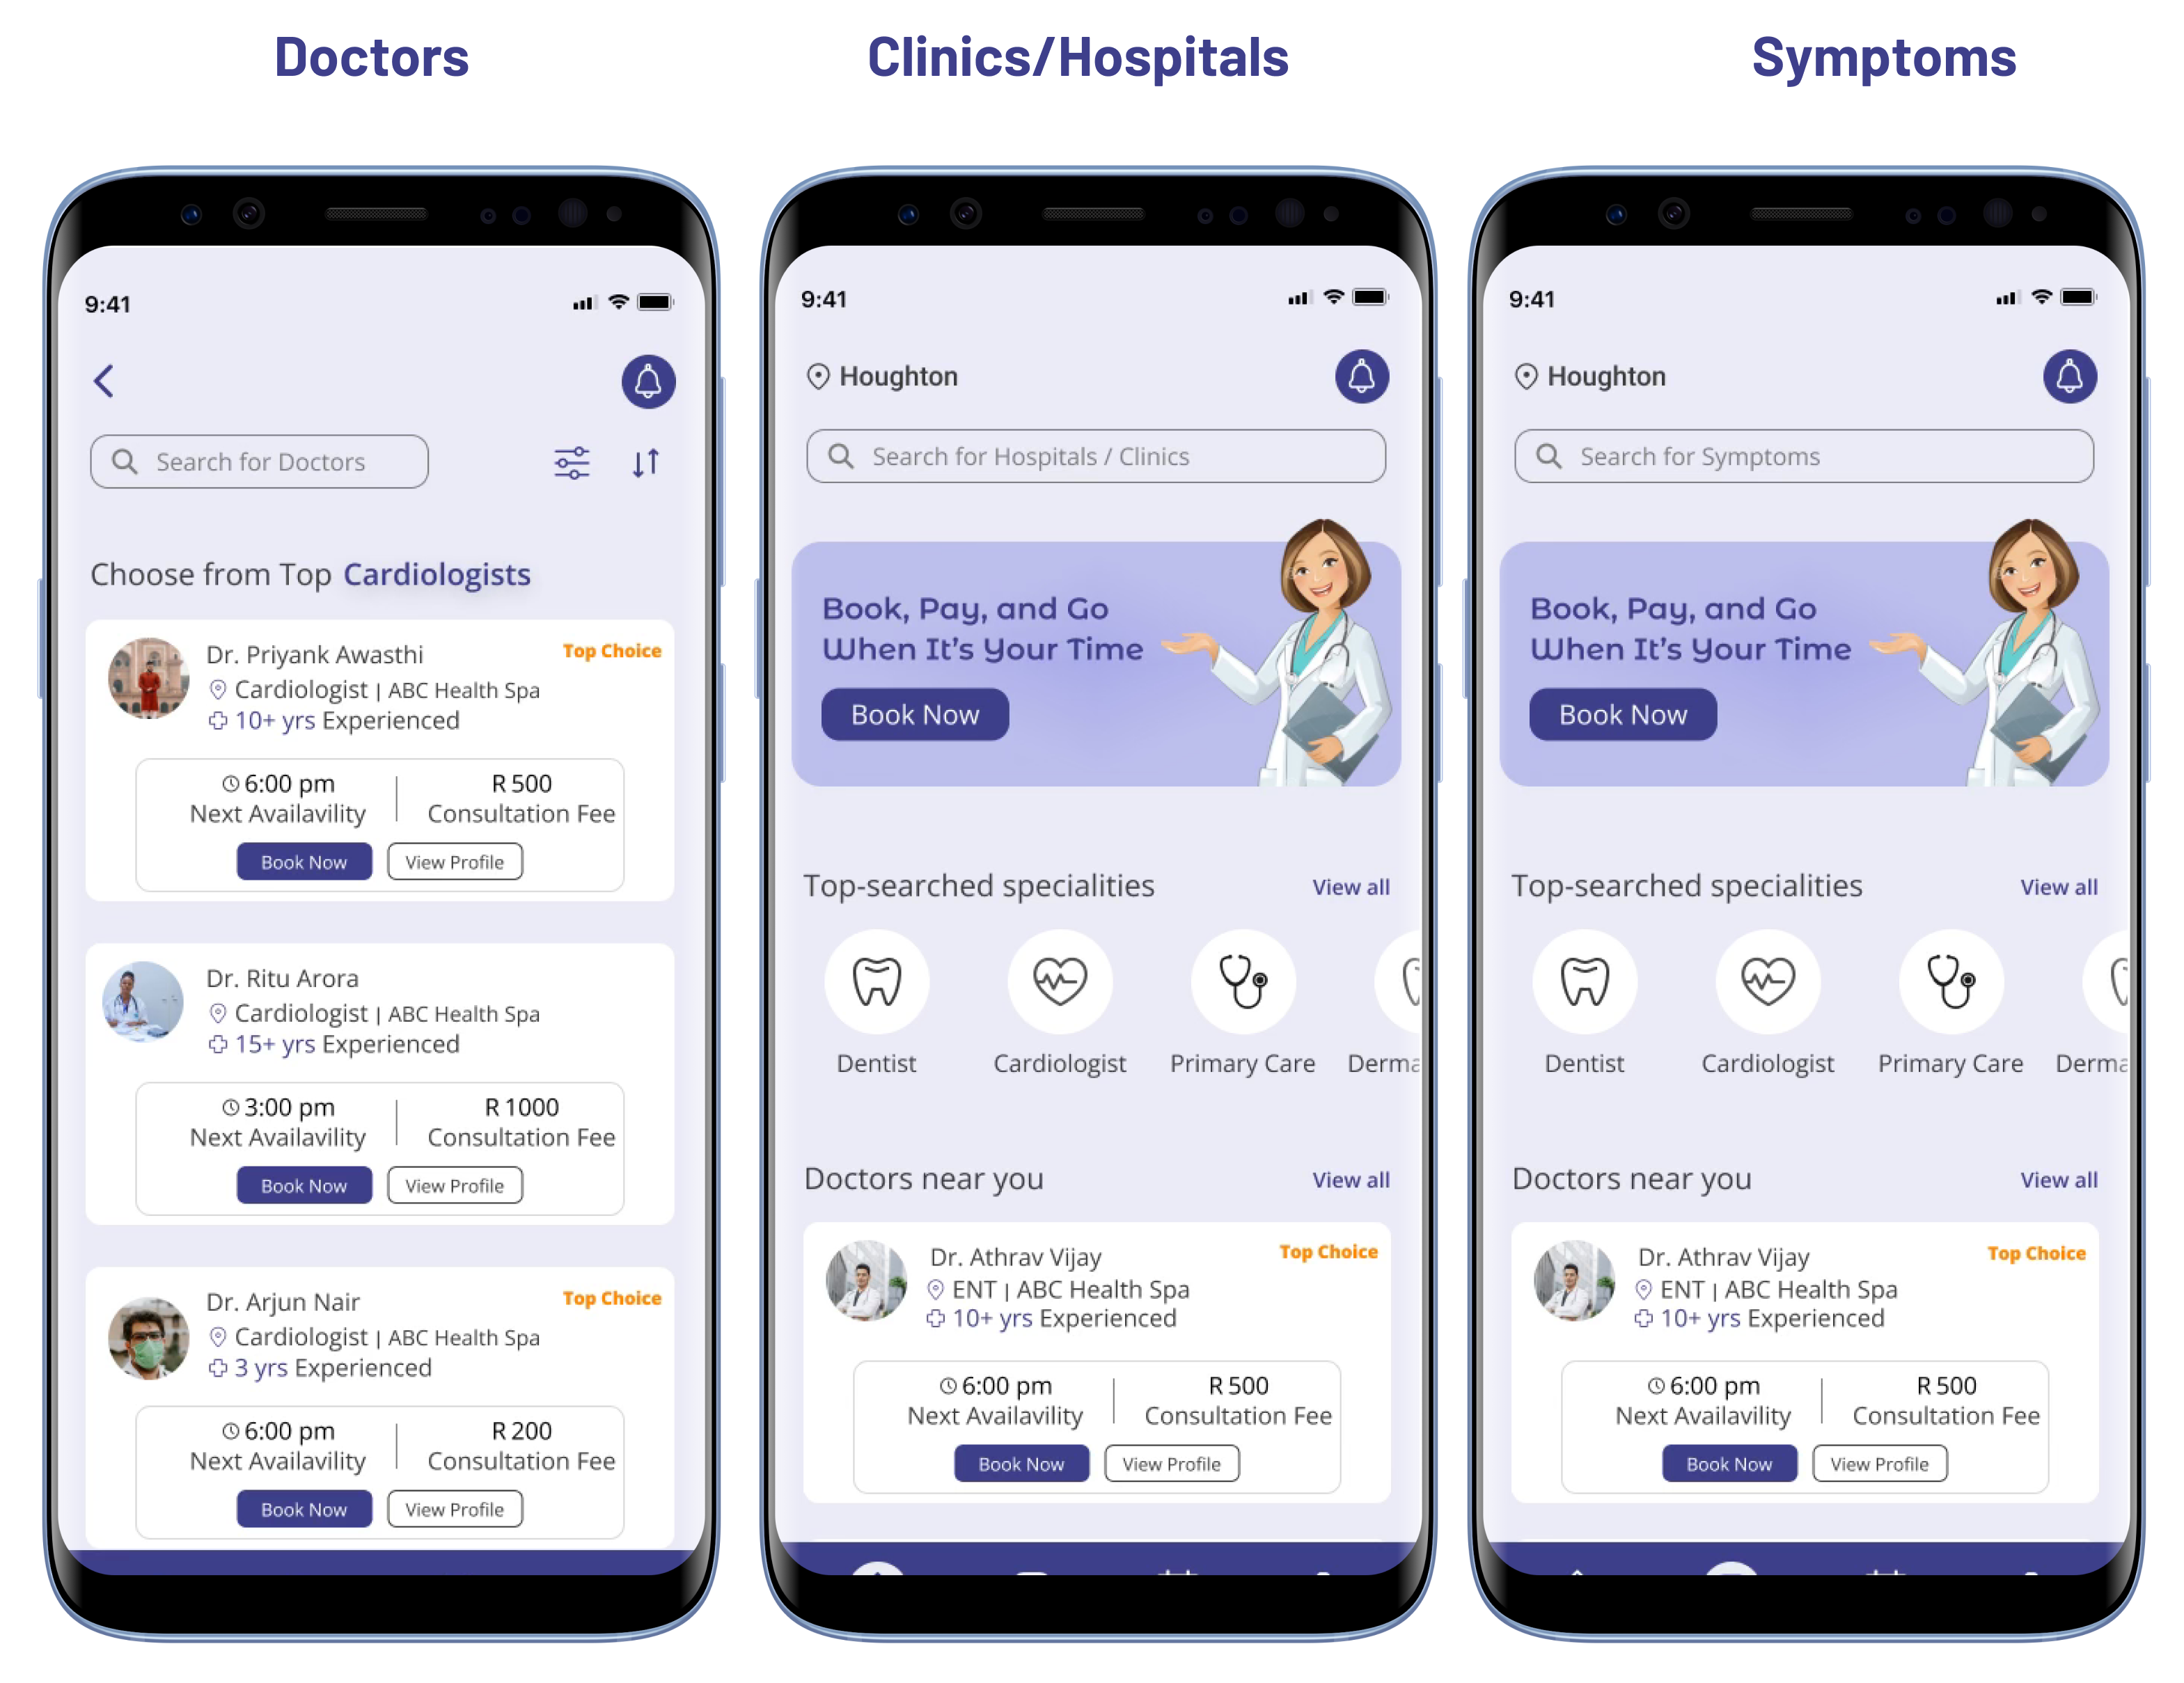 Doctors
Clinics/Hospitals
Symptoms
9:41
Search for Doctors
Choose from Top Cardiologists
Dr. Priyank Awasthi
Top Choice
Cardiologist | ABC Health Spa
10+ yrs Experienced
6:00 pm
R 500
Next Availavility
Consultation Fee
Book Now
View Profile
Dr. Ritu Arora
Cardiologist | ABC Health Spa
15+ yrs Experienced
3:00 pm
R 1000
Next Availavility
Consultation Fee
Book Now
View Profile
Dr. Arjun Nair
Top Choice
Cardiologist | ABC Health Spa
3 yrs Experienced
6:00 pm
R 200
Next Availavility
Consultation Fee
Book Now
View Profile
9:41
Houghton
Search for Hospitals / Clinics
Book, Pay, and Go
When It's Your Time
Book Now
Top-searched specialities
View all
Dentist
Cardiologist
Primary Care
Derma
Doctors near you
View all
Dr. Athrav Vijay
Top Choice
ENT | ABC Health Spa
10+ yrs Experienced
6:00 pm
R 500
Next Availavility
Consultation Fee
Book Now
View Profile
9:41
Houghton
Search for Symptoms
Book, Pay, and Go
When It's Your Time
Book Now
Top-searched specialities
View all
Dentist
Cardiologist
Primary Care
Derma
Doctors near you
View all
Dr. Athrav Vijay
Top Choice
ENT | ABC Health Spa
10+ yrs Experienced
6:00 pm
R 500
Next Availavility
Consultation Fee
Book Now
View Profile